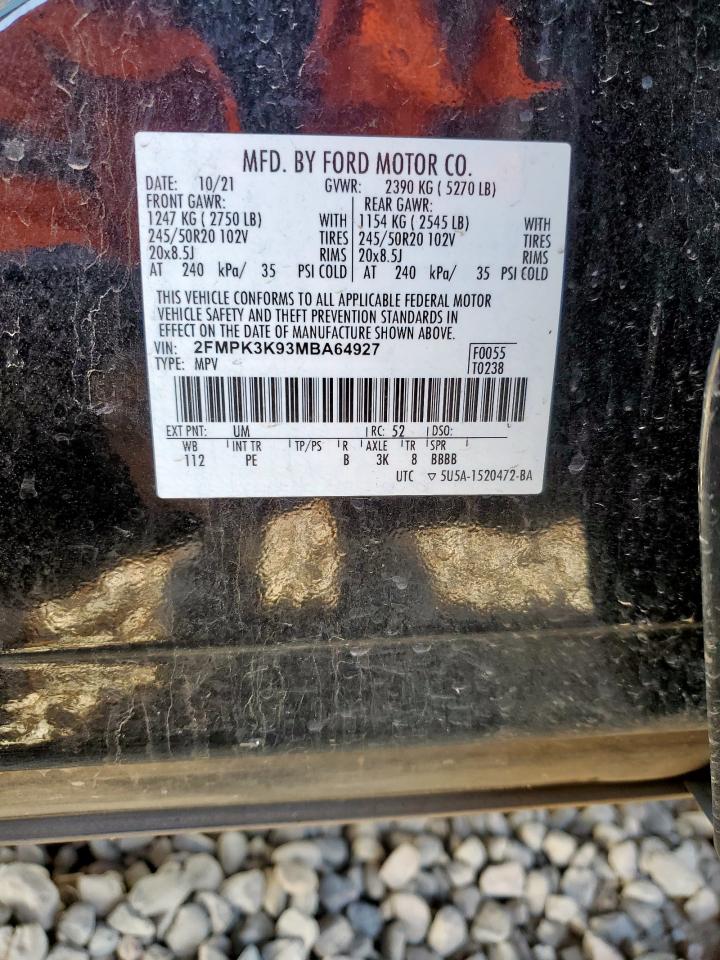 MFD. BY FORD MOTOR CO.
DATE: 10/21 GVWR: 2390 KG ( 5270 LB)
FRONT GAWR: REAR GAWR:
1247 KG ( 2750 LB) WITH 1154 KG ( 2545 LB) WITH
245/50R20 102V TIRES 245/50R20 102V TIRES
20x8.5J RIMS 20x8.5J RIMS
AT 240 kPa/ 35 PSI COLD AT 240 kPa/ 35 PSI COLD
THIS VEHICLE CONFORMS TO ALL APPLICABLE FEDERAL MOTOR
VEHICLE SAFETY AND THEFT PREVENTION STANDARDS IN
EFFECT ON THE DATE OF MANUFACTURE SHOWN ABOVE.
VIN: 2FMPK3K93MBA64927 F0055
TYPE: MPV T0238
EXT PNT: UM RC: 52 DSO:
WB INT TR TP/PS R AXLE TR SPR
112 PE B 3K 8 BBBB
UTC ▽ 5U5A-1520472-BA